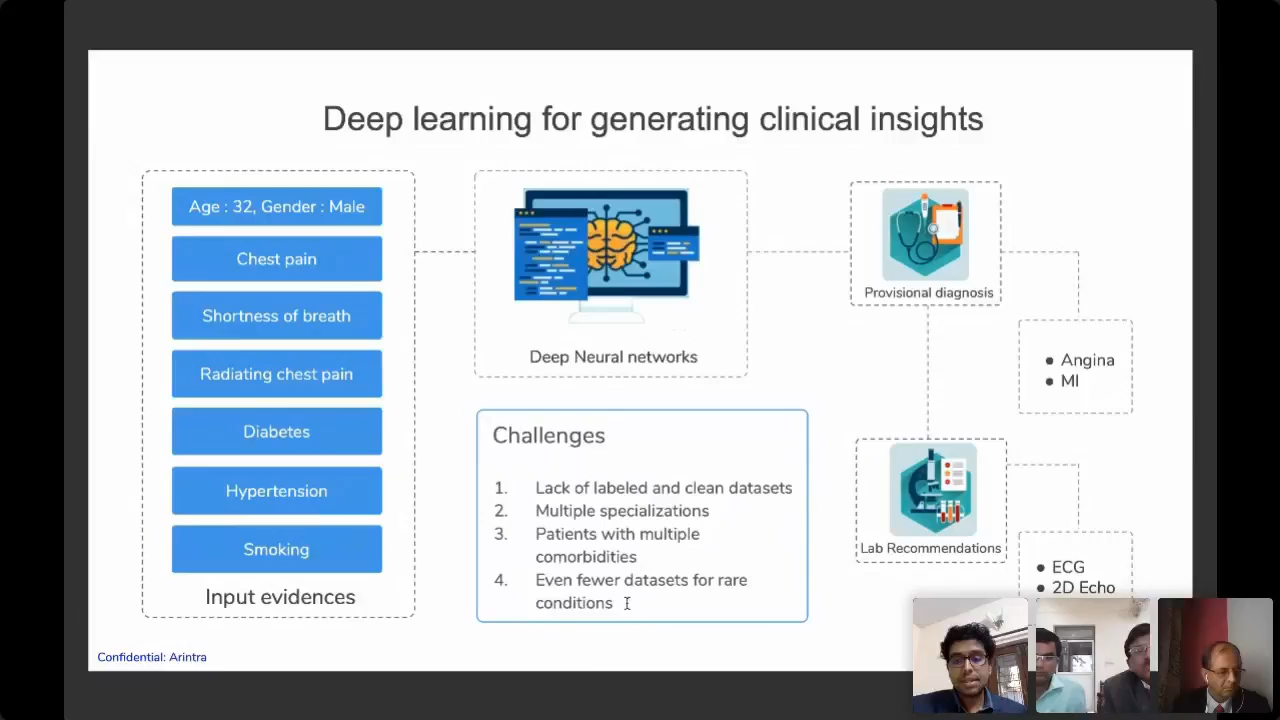 Deep learning for generating clinical insights
Age : 32, Gender : Male
Chest pain
Shortness of breath
Radiating chest pain
Diabetes
Hypertension
Smoking
Input evidences
Deep Neural networks
Challenges
1. Lack of labeled and clean datasets
2. Multiple specializations
3. Patients with multiple
comorbidities
4. Even fewer datasets for rare
conditions
Provisional diagnosis
● Angina
● MI
Lab Recommendations
● ECG
● 2D Echo
Confidential: Arintra